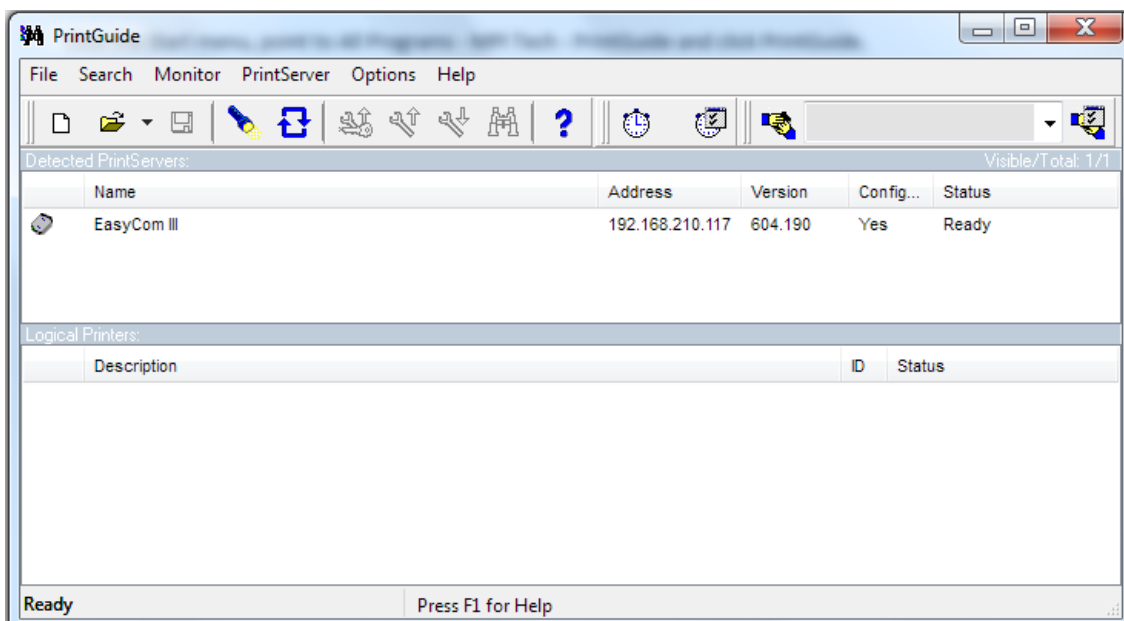 PrintGuide
File Search Monitor PrintServer Options Help
Detected PrintServers: Visible/Total: 1/1
Name Address Version Config... Status
EasyCom III 192.168.210.117 604.190 Yes Ready
Logical Printers:
Description ID Status
Ready Press F1 for Help